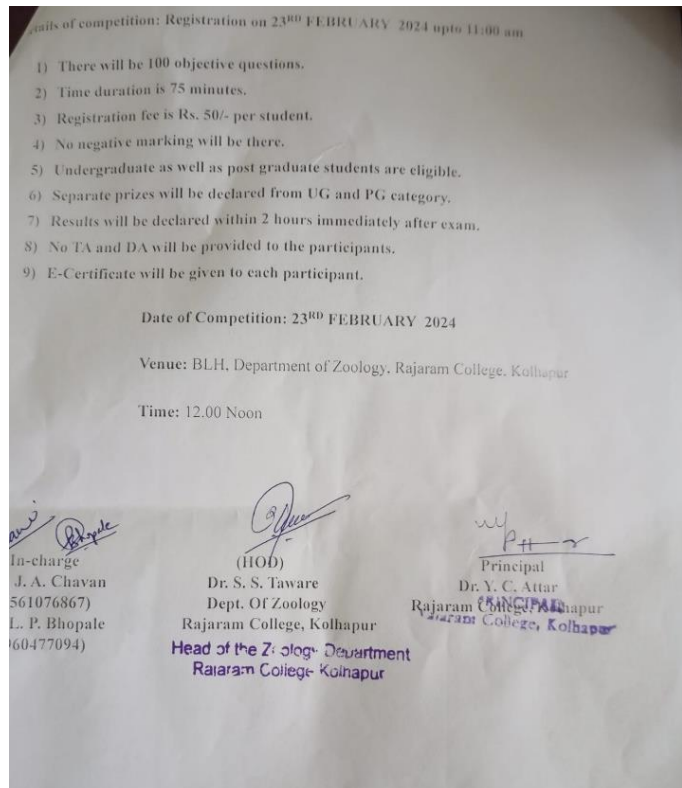 ails of competition: Registration on 23RD FEBRUARY 2024 upto 11:00 am
1) There will be 100 objective questions.
2) Time duration is 75 minutes.
3) Registration fee is Rs. 50/- per student.
4) No negative marking will be there.
5) Undergraduate as well as post graduate students are eligible.
6) Separate prizes will be declared from UG and PG category.
7) Results will be declared within 2 hours immediately after exam.
8) No TA and DA will be provided to the participants.
9) E-Certificate will be given to each participant.
Date of Competition: 23RD FEBRUARY 2024
Venue: BLH, Department of Zoology, Rajaram College, Kolhapur
Time: 12.00 Noon
Bhopale
In-charge (HOD) Principal
J. A. Chavan Dr. S. S. Taware Dr. Y. C. Attar
561076867) Dept. Of Zoology Rajaram College, Kolhapur
PRINCIPAL
L. P. Bhopale Rajaram College, Kolhapur Rajaram College, Kolhapur
60477094) Head of the Zoology Department
Rajaram College Kolhapur